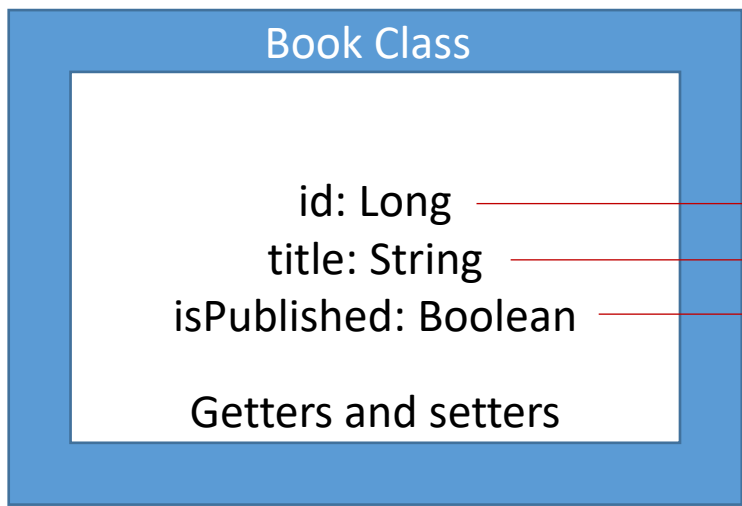 Book Class
id: Long
title: String
isPublished: Boolean
Getters and setters